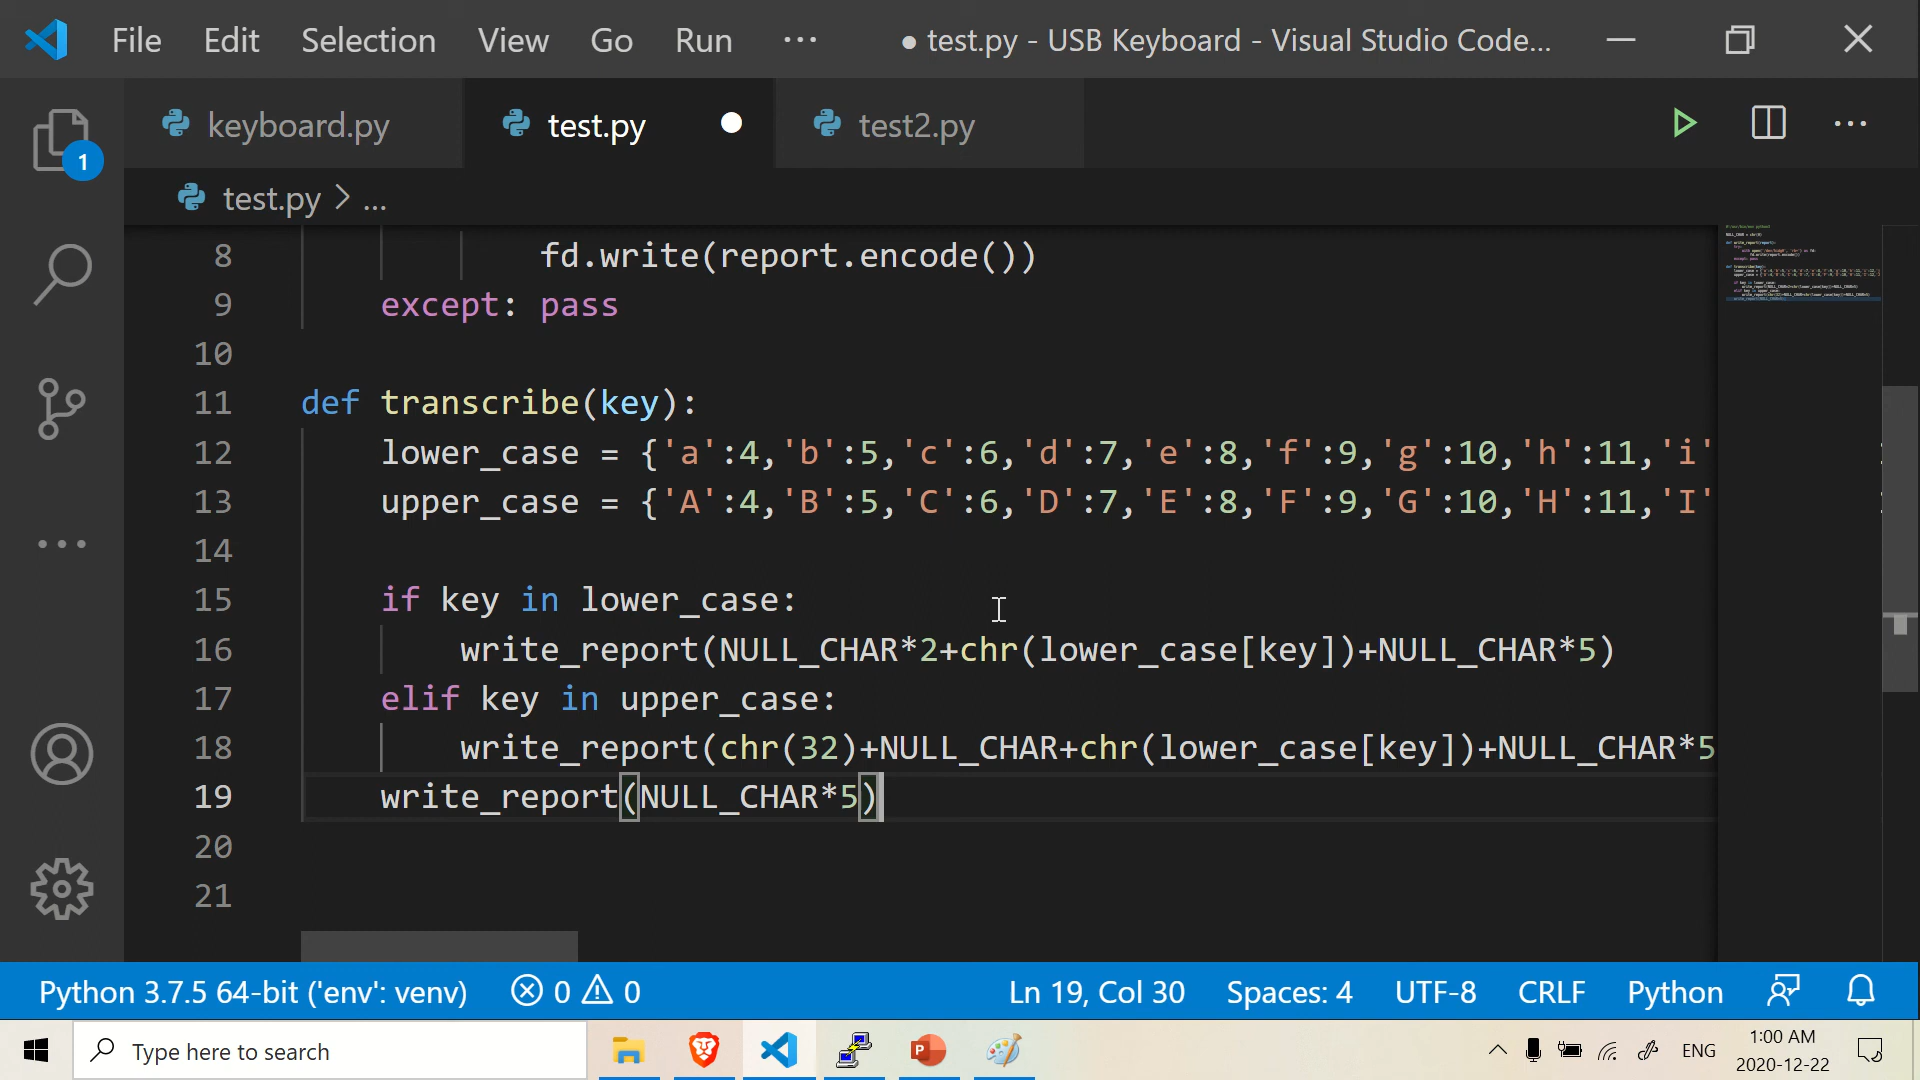 File Edit Selection View Go Run ··· ● test.py - USB Keyboard - Visual Studio Code...
keyboard.py test.py test2.py
1
test.py > ...
8 fd.write(report.encode())
9 except: pass
10
11 def transcribe(key):
12 lower_case = {'a':4,'b':5,'c':6,'d':7,'e':8,'f':9,'g':10,'h':11,'i'
13 upper_case = {'A':4,'B':5,'C':6,'D':7,'E':8,'F':9,'G':10,'H':11,'I'
14
15 if key in lower_case:
16 write_report(NULL_CHAR*2+chr(lower_case[key])+NULL_CHAR*5)
17 elif key in upper_case:
18 write_report(chr(32)+NULL_CHAR+chr(lower_case[key])+NULL_CHAR*5
19 write_report(NULL_CHAR*5)
20
21
Python 3.7.5 64-bit ('env': venv) 0 0 Ln 19, Col 30 Spaces: 4 UTF-8 CRLF Python
Type here to search
ENG
1:00 AM
2020-12-22